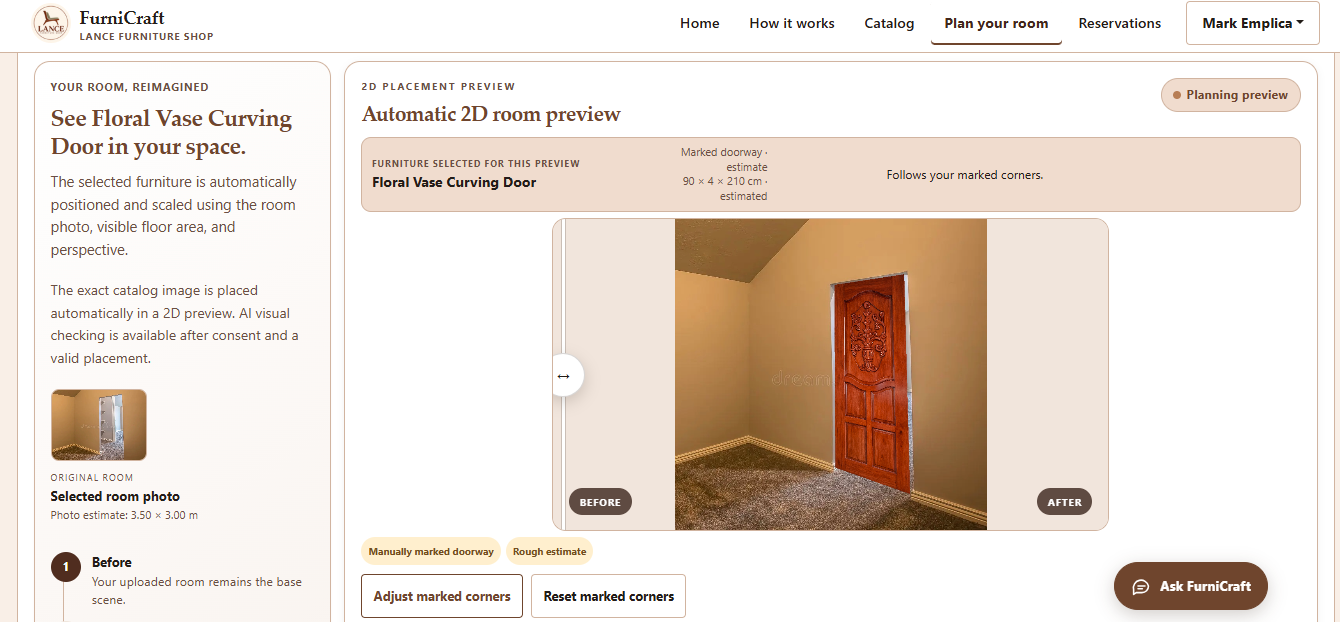 LANCE
FurniCraft
LANCE FURNITURE SHOP
Home
How it works
Catalog
Plan your room
Reservations
Mark Emplica
YOUR ROOM, REIMAGINED
See Floral Vase Curving
Door in your space.
The selected furniture is automatically
positioned and scaled using the room
photo, visible floor area, and
perspective.
The exact catalog image is placed
automatically in a 2D preview. AI visual
checking is available after consent and a
valid placement.
ORIGINAL ROOM
Selected room photo
Photo estimate: 3.50 × 3.00 m
1
Before
Your uploaded room remains the base
scene.
2D PLACEMENT PREVIEW
Automatic 2D room preview
Planning preview
FURNITURE SELECTED FOR THIS PREVIEW
Floral Vase Curving Door
Marked doorway ·
estimate
90 × 4 × 210 cm ·
estimated
Follows your marked corners.
dream
BEFORE
AFTER
Manually marked doorway
Rough estimate
Adjust marked corners
Reset marked corners
Ask FurniCraft